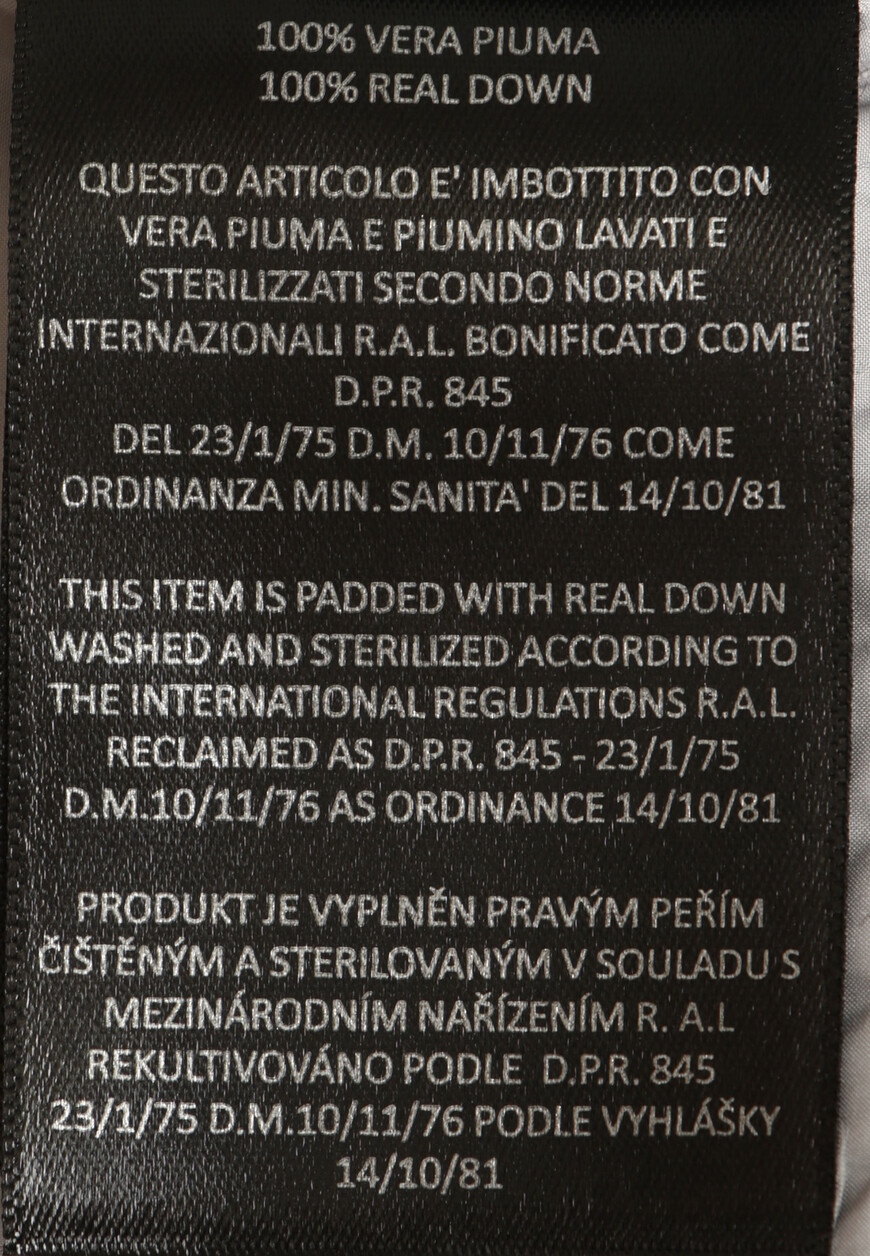 100% VERA PIUMA
100% REAL DOWN
QUESTO ARTICOLO E' IMBOTTITO CON
VERA PIUMA E PIUMINO LAVATI E
STERILIZZATI SECONDO NORME
INTERNAZIONALI R.A.L. BONIFICATO COME
D.P.R. 845
DEL 23/1/75 D.M. 10/11/76 COME
ORDINANZA MIN. SANITA' DEL 14/10/81
THIS ITEM IS PADDED WITH REAL DOWN
WASHED AND STERILIZED ACCORDING TO
THE INTERNATIONAL REGULATIONS R.A.L.
RECLAIMED AS D.P.R. 845 - 23/1/75
D.M.10/11/76 AS ORDINANCE 14/10/81
PRODUKT JE VYPLNĚN PRAVÝM PEŘÍM
ČIŠTĚNÝM A STERILOVANÝM V SOULADU S
MEZINÁRODNÍM NAŘÍZENÍM R. A.L
REKULTIVOVÁNO PODLE D.P.R. 845
23/1/75 D.M.10/11/76 PODLE VYHLÁŠKY
14/10/81